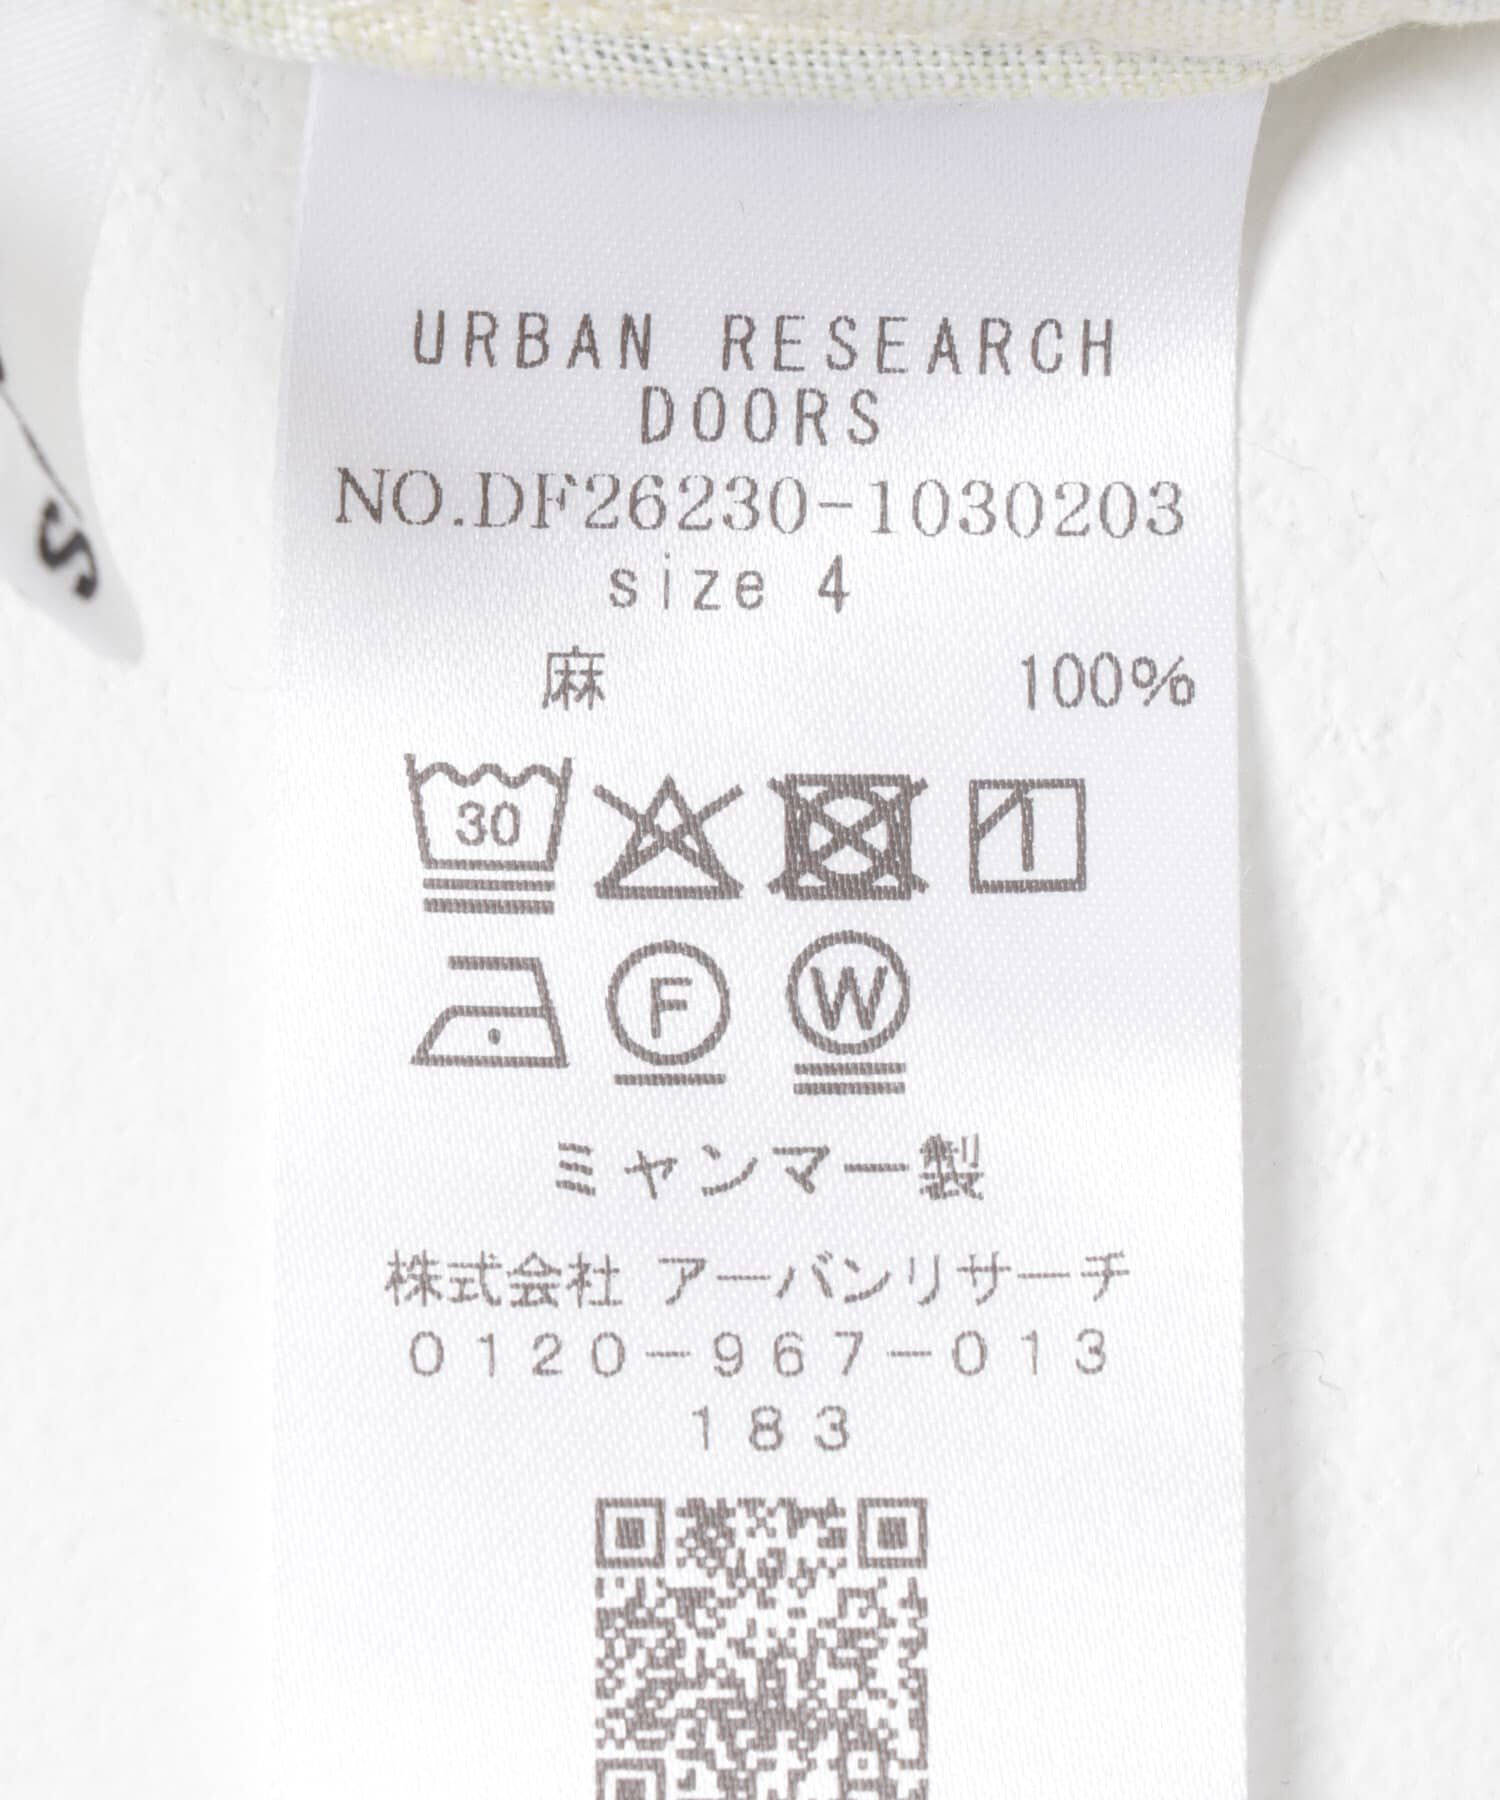 URBAN RESEARCH
DOORS
NO.DF26230-1030203
size 4
麻 100%
30
F W
ミャンマー製
株式会社 アーバンリサーチ
0120-967-013
183
S